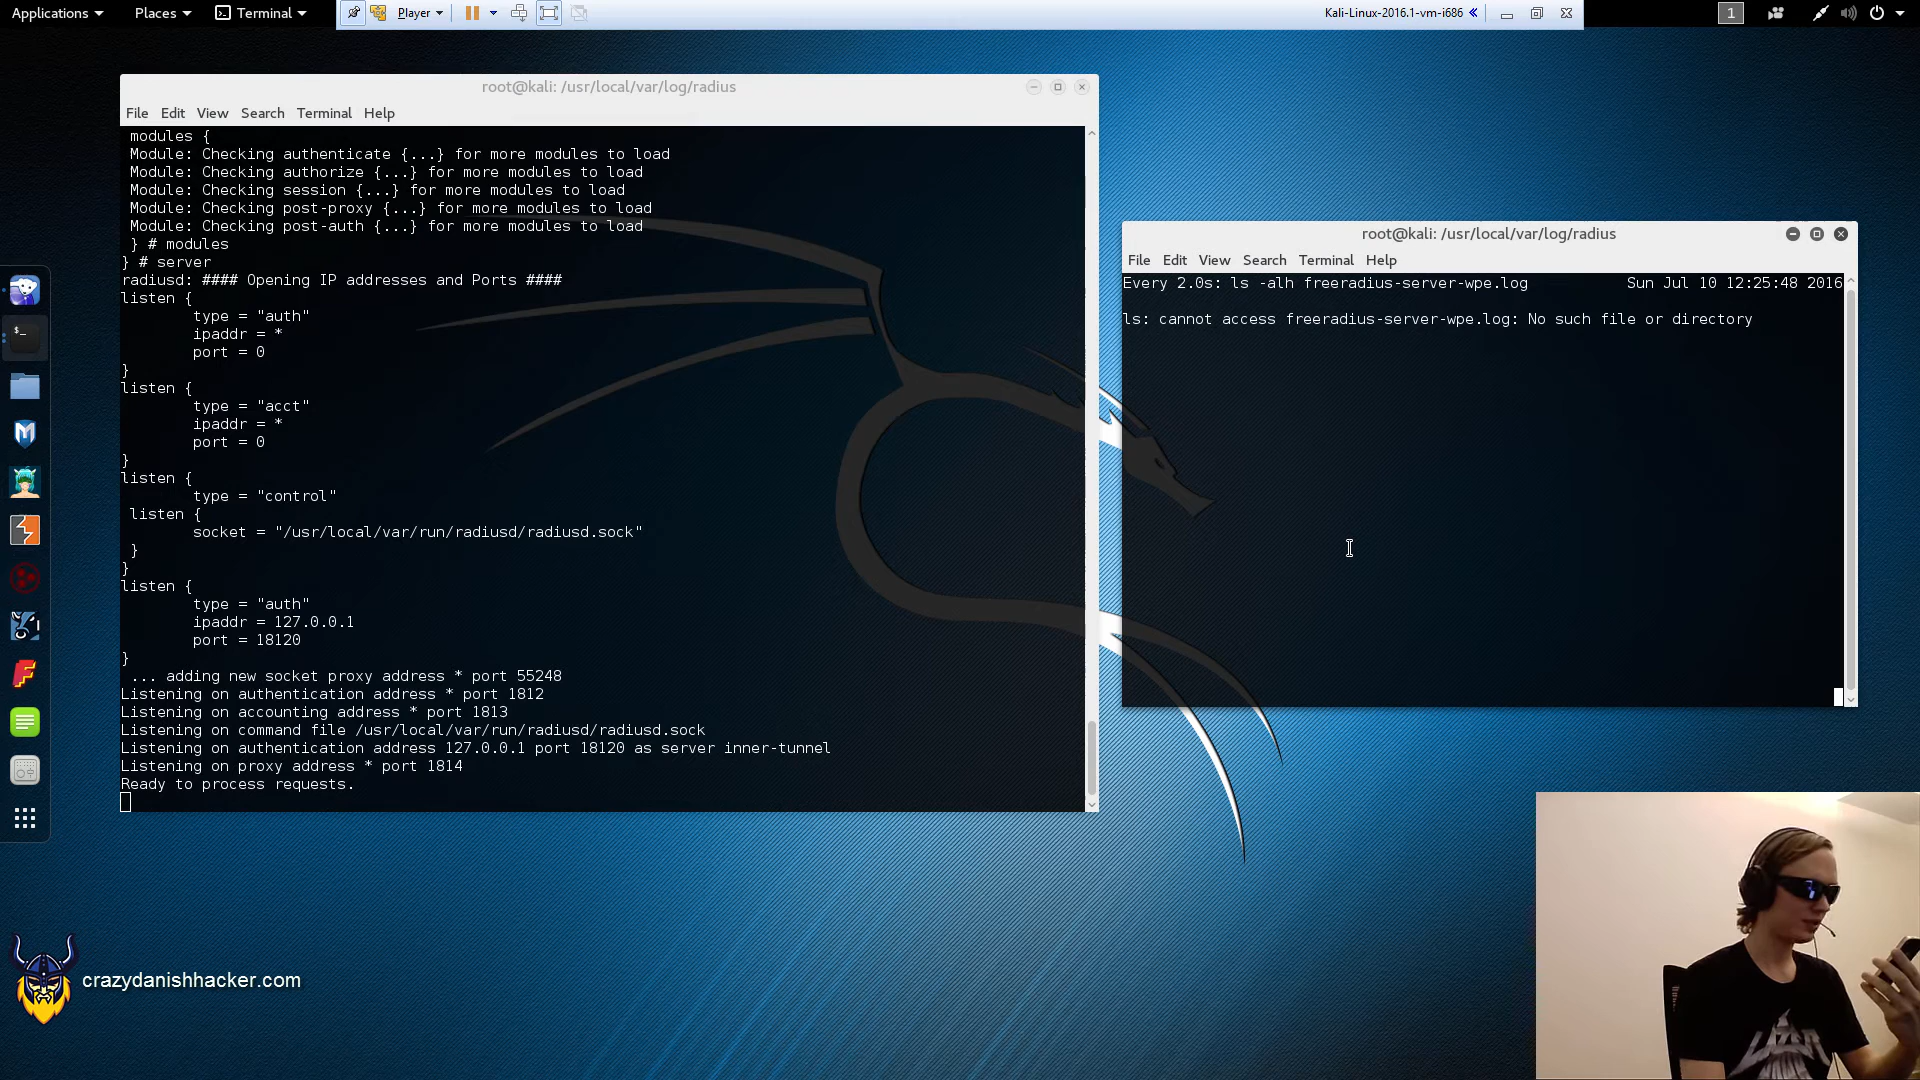 Applications
Places
Terminal
Player
Kali-Linux-2016.1-vm-i686
1
root@kali: /usr/local/var/log/radius
File Edit View Search Terminal Help
modules {
Module: Checking authenticate {...} for more modules to load
Module: Checking authorize {...} for more modules to load
Module: Checking session {...} for more modules to load
Module: Checking post-proxy {...} for more modules to load
Module: Checking post-auth {...} for more modules to load
} # modules
} # server
radiusd: #### Opening IP addresses and Ports ####
listen {
type = "auth"
ipaddr = *
port = 0
}
listen {
type = "acct"
ipaddr = *
port = 0
}
listen {
type = "control"
listen {
socket = "/usr/local/var/run/radiusd/radiusd.sock"
}
}
listen {
type = "auth"
ipaddr = 127.0.0.1
port = 18120
}
... adding new socket proxy address * port 55248
Listening on authentication address * port 1812
Listening on accounting address * port 1813
Listening on command file /usr/local/var/run/radiusd/radiusd.sock
Listening on authentication address 127.0.0.1 port 18120 as server inner-tunnel
Listening on proxy address * port 1814
Ready to process requests.
root@kali: /usr/local/var/log/radius
File Edit View Search Terminal Help
Every 2.0s: ls -alh freeradius-server-wpe.log Sun Jul 10 12:25:48 2016
ls: cannot access freeradius-server-wpe.log: No such file or directory
crazydanishhacker.com